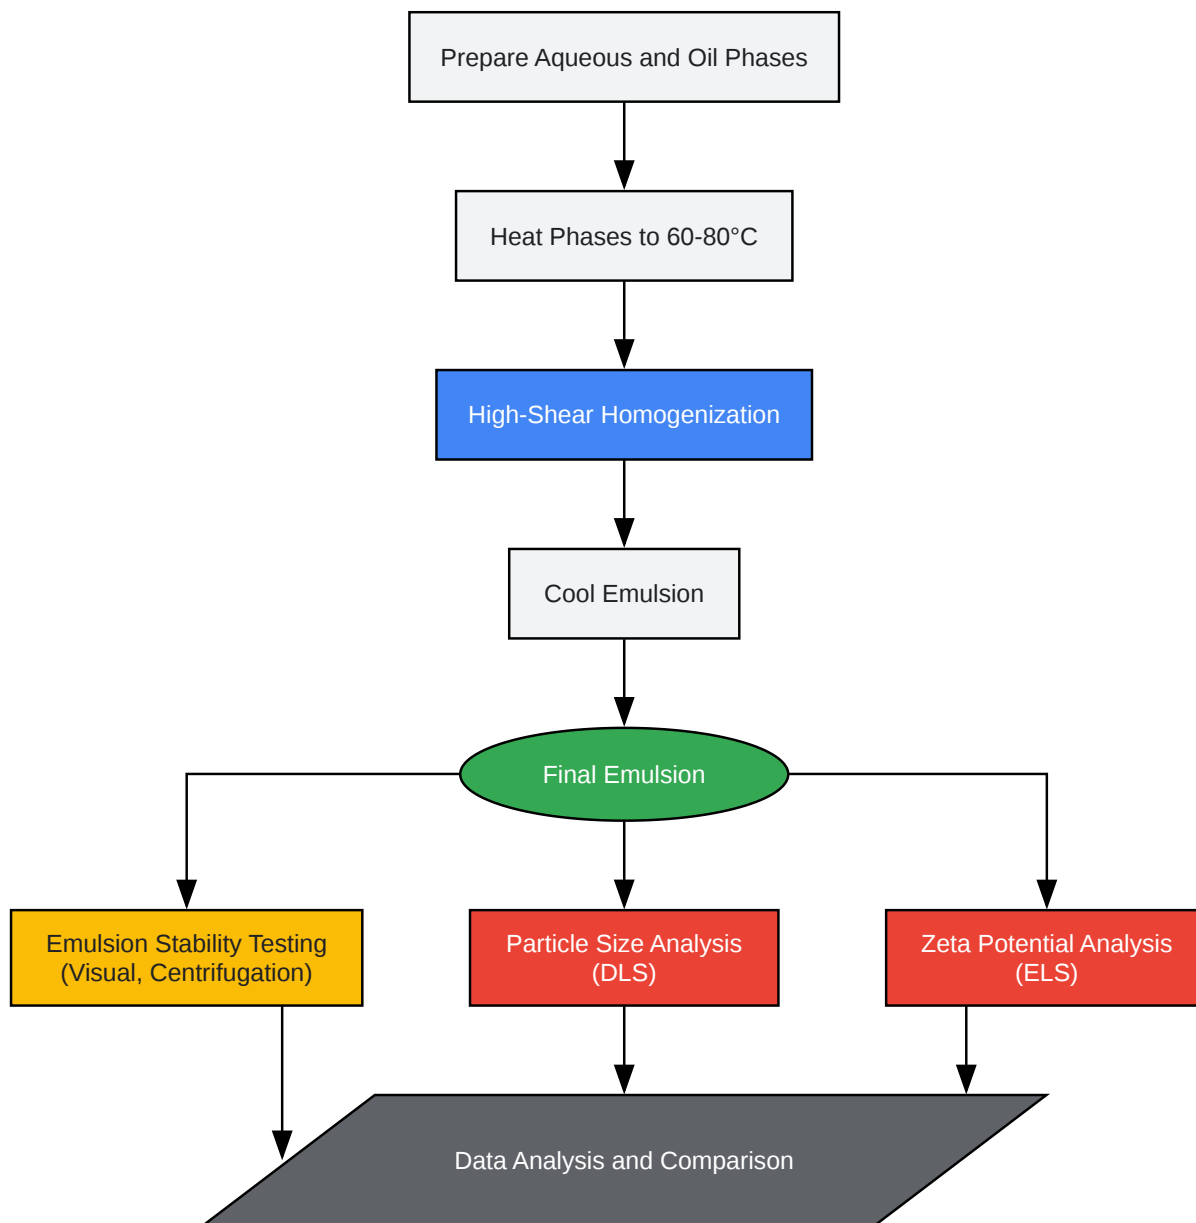 Prepare Aqueous and Oil Phases
Heat Phases to 60-80°C
High-Shear Homogenization
Cool Emulsion
Final Emulsion
Emulsion Stability Testing
(Visual, Centrifugation)
Particle Size Analysis
(DLS)
Zeta Potential Analysis
(ELS)
Data Analysis and Comparison